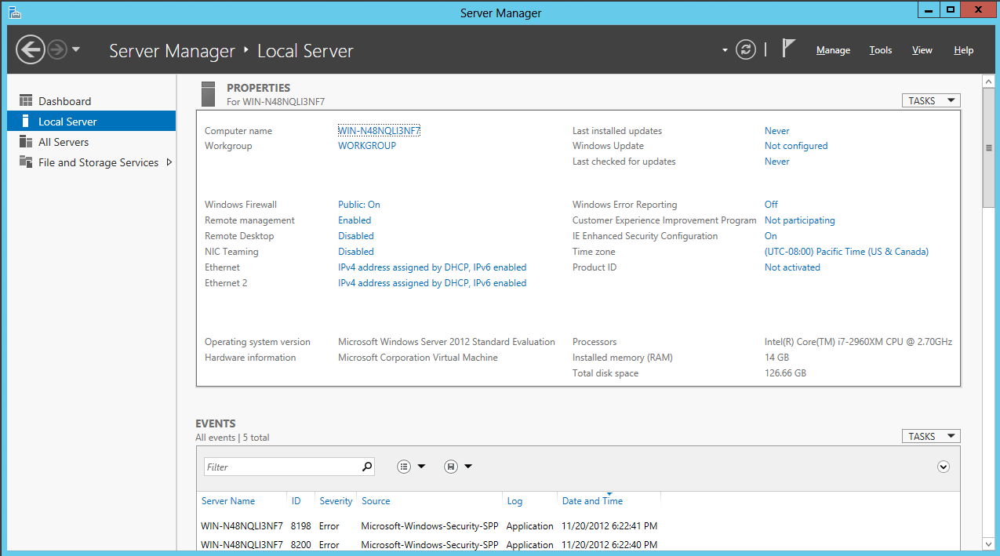 Server Manager
Server Manager ‣ Local Server
Manage Tools View Help
Dashboard
Local Server
All Servers
File and Storage Services
PROPERTIES
For WIN-N48NQLI3NF7
TASKS
Computer name WIN-N48NQLI3NF7 Last installed updates Never
Workgroup WORKGROUP Windows Update Not configured
Last checked for updates Never
Windows Firewall Public: On Windows Error Reporting Off
Remote management Enabled Customer Experience Improvement Program Not participating
Remote Desktop Disabled IE Enhanced Security Configuration On
NIC Teaming Disabled Time zone (UTC-08:00) Pacific Time (US & Canada)
Ethernet IPv4 address assigned by DHCP, IPv6 enabled Product ID Not activated
Ethernet 2 IPv4 address assigned by DHCP, IPv6 enabled
Operating system version Microsoft Windows Server 2012 Standard Evaluation Processors Intel(R) Core(TM) i7-2960XM CPU @ 2.70GHz
Hardware information Microsoft Corporation Virtual Machine Installed memory (RAM) 14 GB
Total disk space 126.66 GB
EVENTS
All events | 5 total
TASKS
Filter
Server Name ID Severity Source Log Date and Time
WIN-N48NQLI3NF7 8198 Error Microsoft-Windows-Security-SPP Application 11/20/2012 6:22:41 PM
WIN-N48NQLI3NF7 8200 Error Microsoft-Windows-Security-SPP Application 11/20/2012 6:22:40 PM